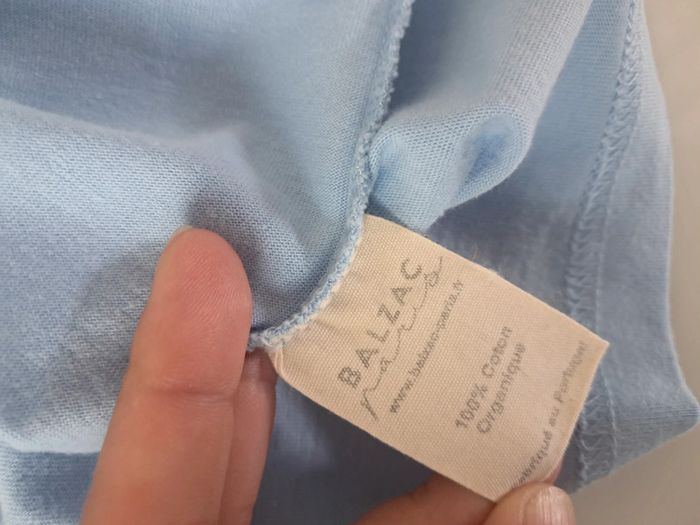 BALZAC
paris
www.balzac-paris.fr
100% Coton
Organique
Fabriqué au Portugal